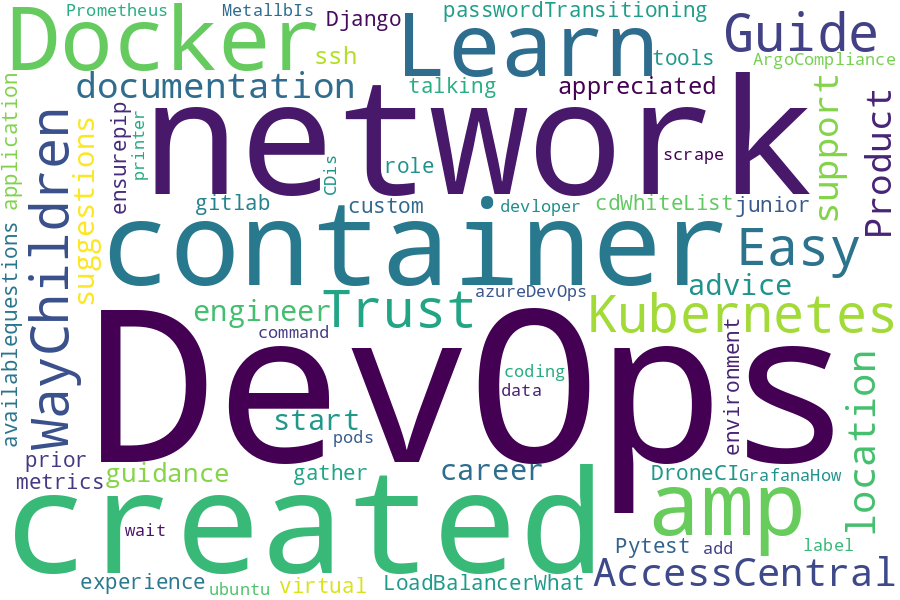 Prometheus
MetallbIs
passwordTransitioning
Docker
Django
Learn
Guide
ssh
tools
ArgoCompliance
documentation
talking
appreciated
application
network
support
Product
WayChildren
suggestions
ensurepip
printer
CDis
role
scrape
gitlab
custom
devloper
cdWhiteList
junior
container
Easy
availablequestions
engineer
Trust
azureDevOps
advice
Kubernetes
command
DevOps
coding
data
environment
location
start
pods
prior
metrics
guidance
gather
career
DroneCI
GrafanaHow
created
amp
wait
Pytest
add
label
experience
ubuntu
virtual
LoadBalancerWhat
AccessCentral